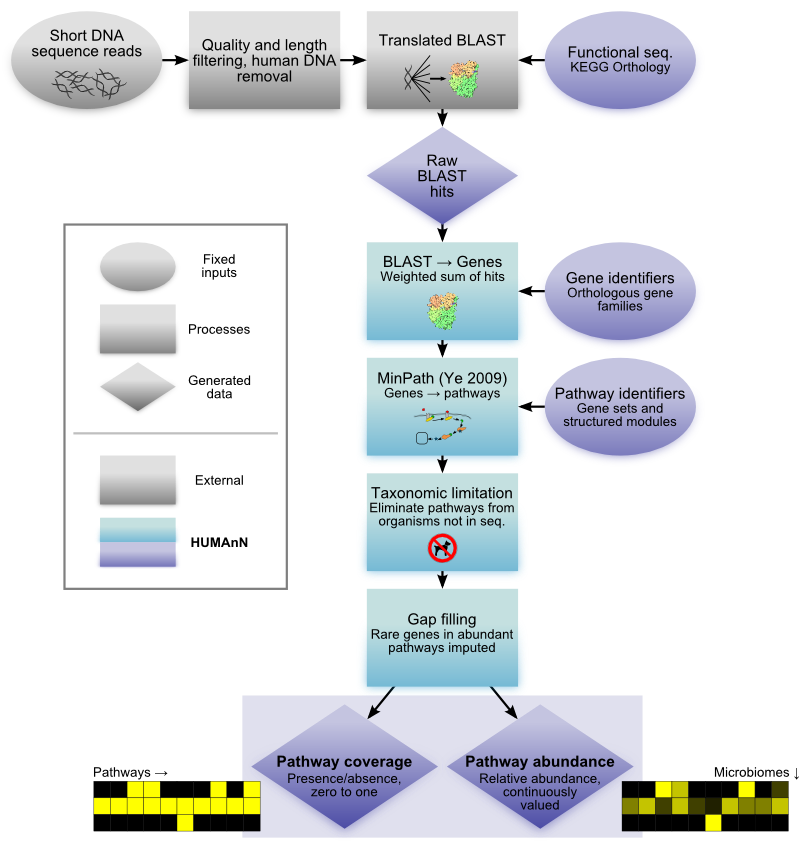 Short DNA
sequence reads
Quality and length
filtering, human DNA
removal
Translated BLAST
Functional seq.
KEGG Orthology
Raw
BLAST
hits
Fixed
inputs
Processes
Generated
data
External
HUMAnN
BLAST → Genes
Weighted sum of hits
Gene identifiers
Orthologous gene
families
MinPath (Ye 2009)
Genes → pathways
Pathway identifiers
Gene sets and
structured modules
Taxonomic limitation
Eliminate pathways from
organisms not in seq.
Gap filling
Rare genes in abundant
pathways imputed
Pathway coverage
Presence/absence,
zero to one
Pathway abundance
Relative abundance,
continuously
valued
Pathways →
Microbiomes ↓